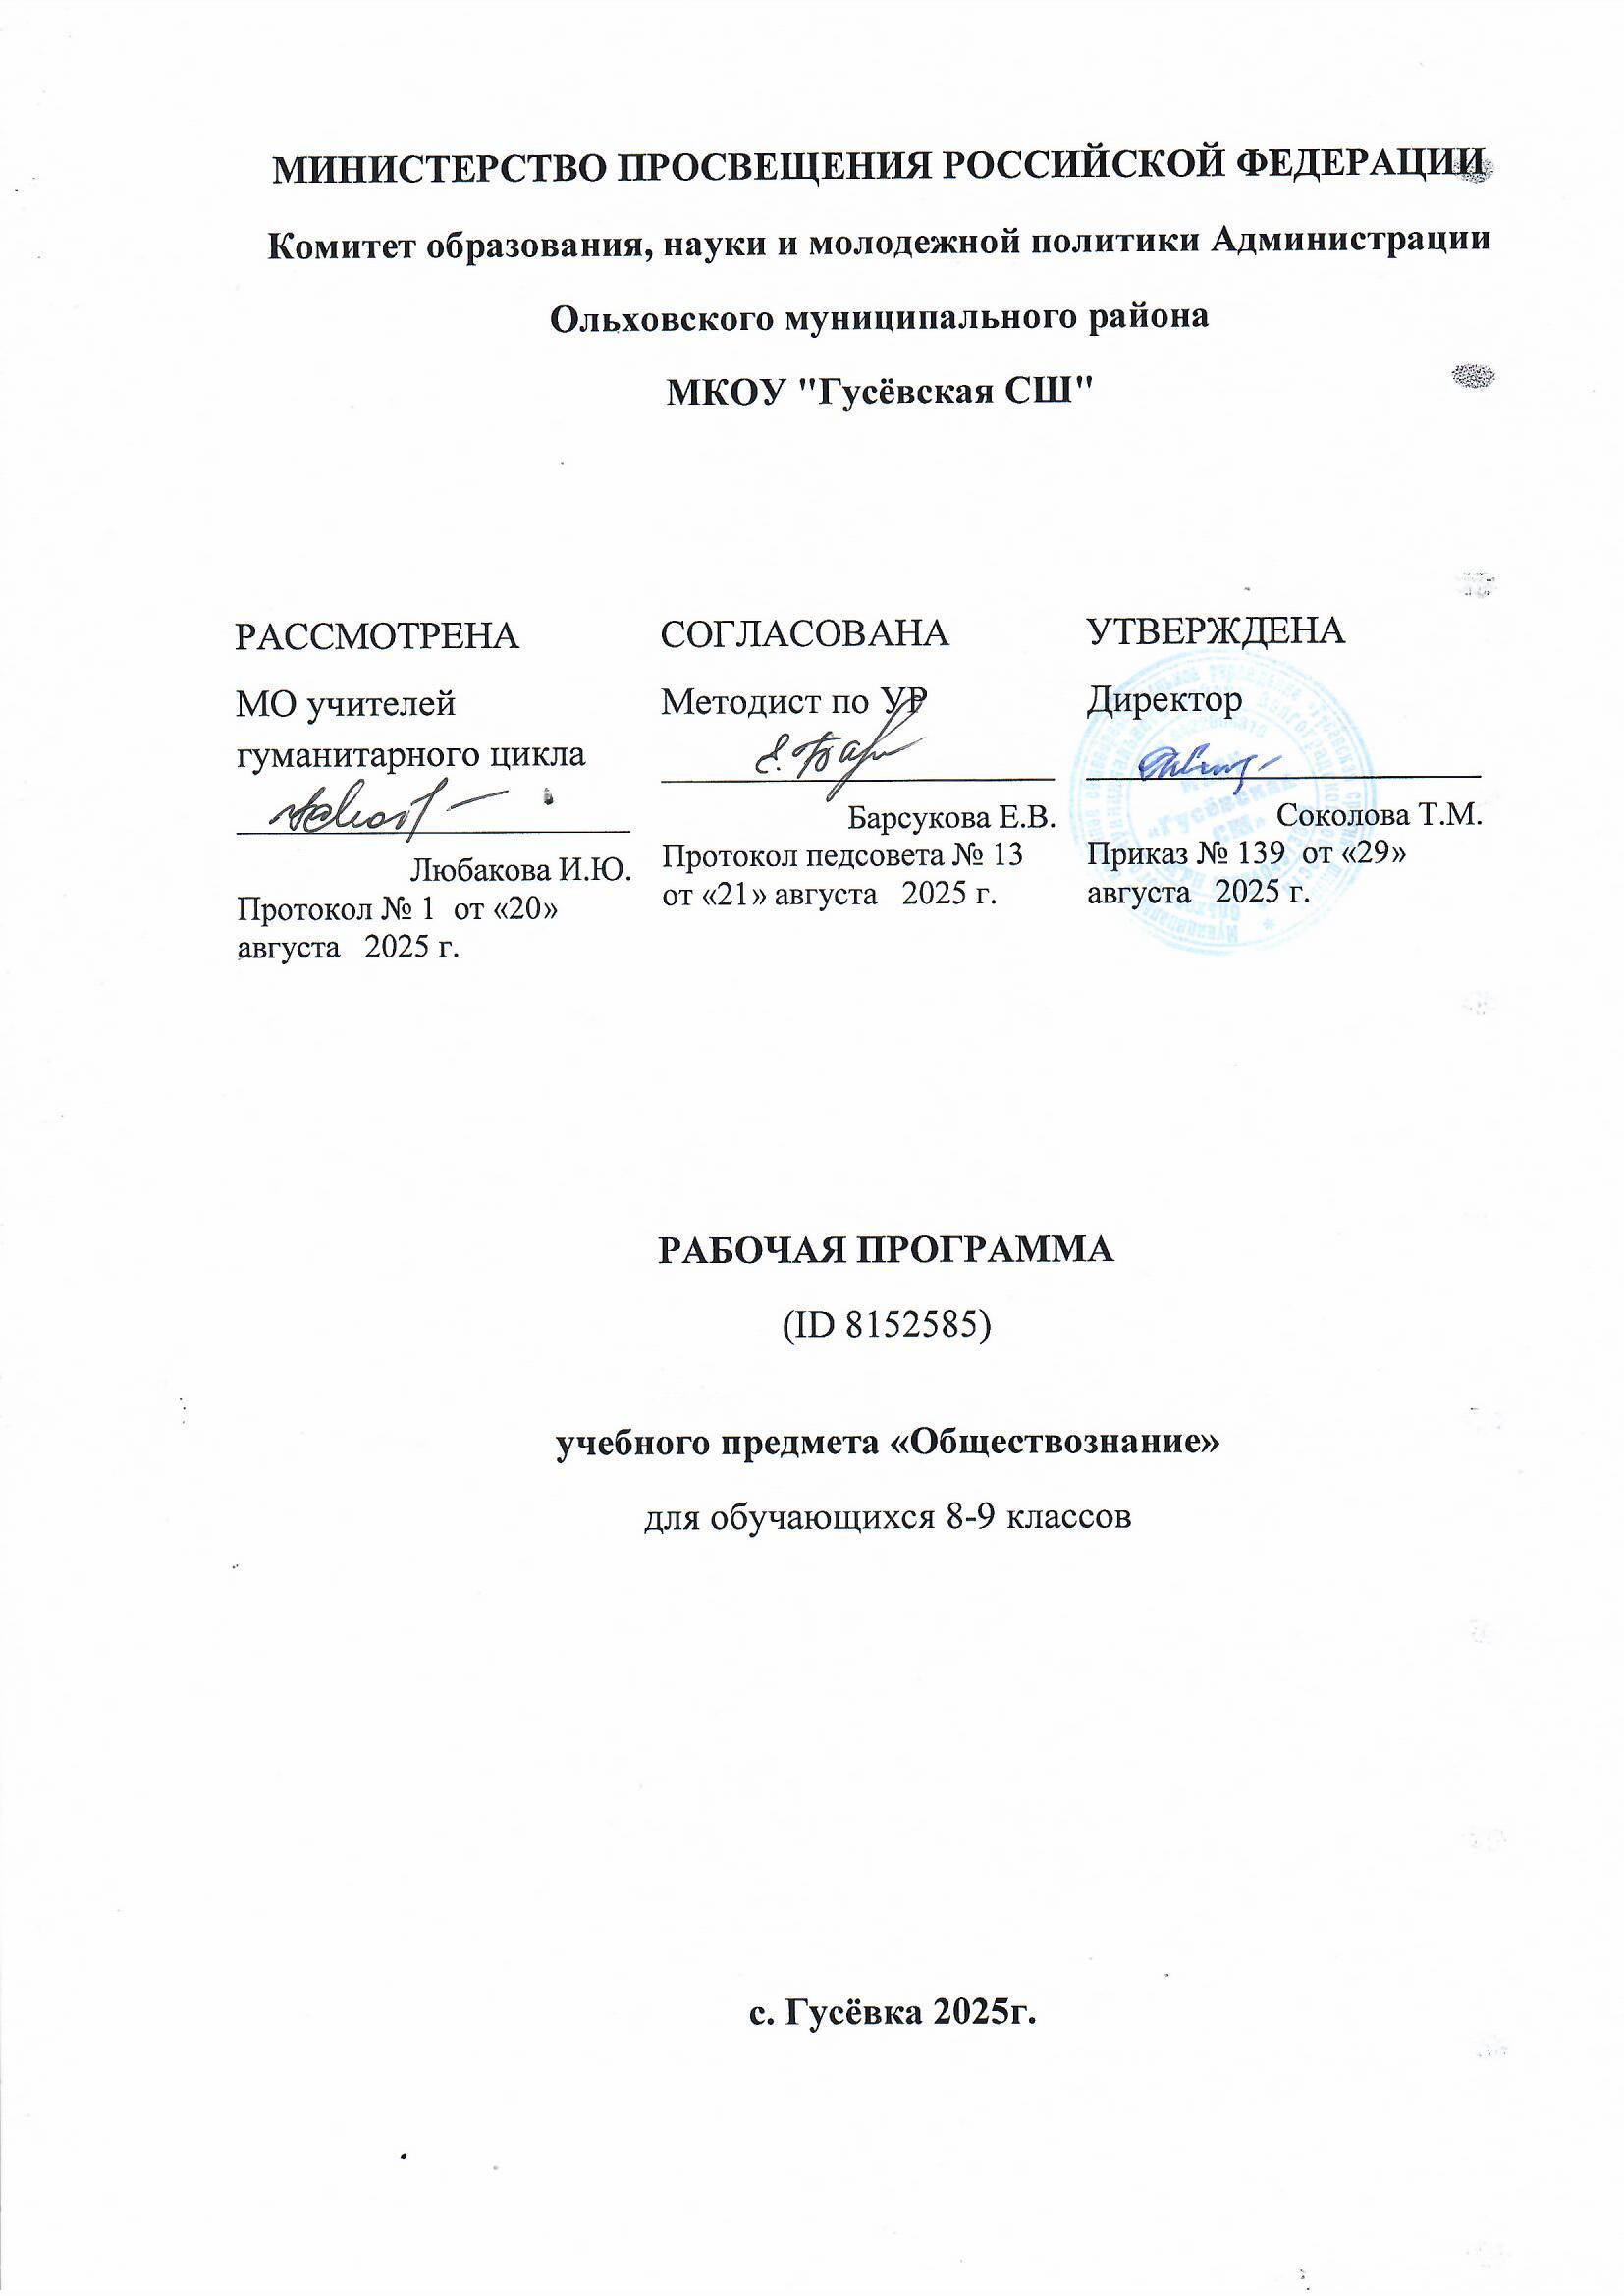 МИНИСТЕРСТВО ПРОСВЕЩЕНИЯ РОССИЙСКОЙ ФЕДЕРАЦИИ
Комитет образования, науки и молодежной политики Администрации
Ольховского муниципального района
МКОУ "Гусёвская СШ"
РАССМОТРЕНА
МО учителей
гуманитарного цикла
Любакова И.Ю.
Протокол № 1 от «20»
августа 2025 г.
СОГЛАСОВАНА
Методист по УР
Е. Бар
Барсукова Е.В.
Протокол педсовета № 13
от «21» августа 2025 г.
УТВЕРЖДЕНА
Директор
Соколова Т.М.
Приказ № 139 от «29»
августа 2025 г.
«Гусёвская
СШ»
РАБОЧАЯ ПРОГРАММА
(ID 8152585)
учебного предмета «Обществознание»
для обучающихся 8-9 классов
с. Гусёвка 2025г.